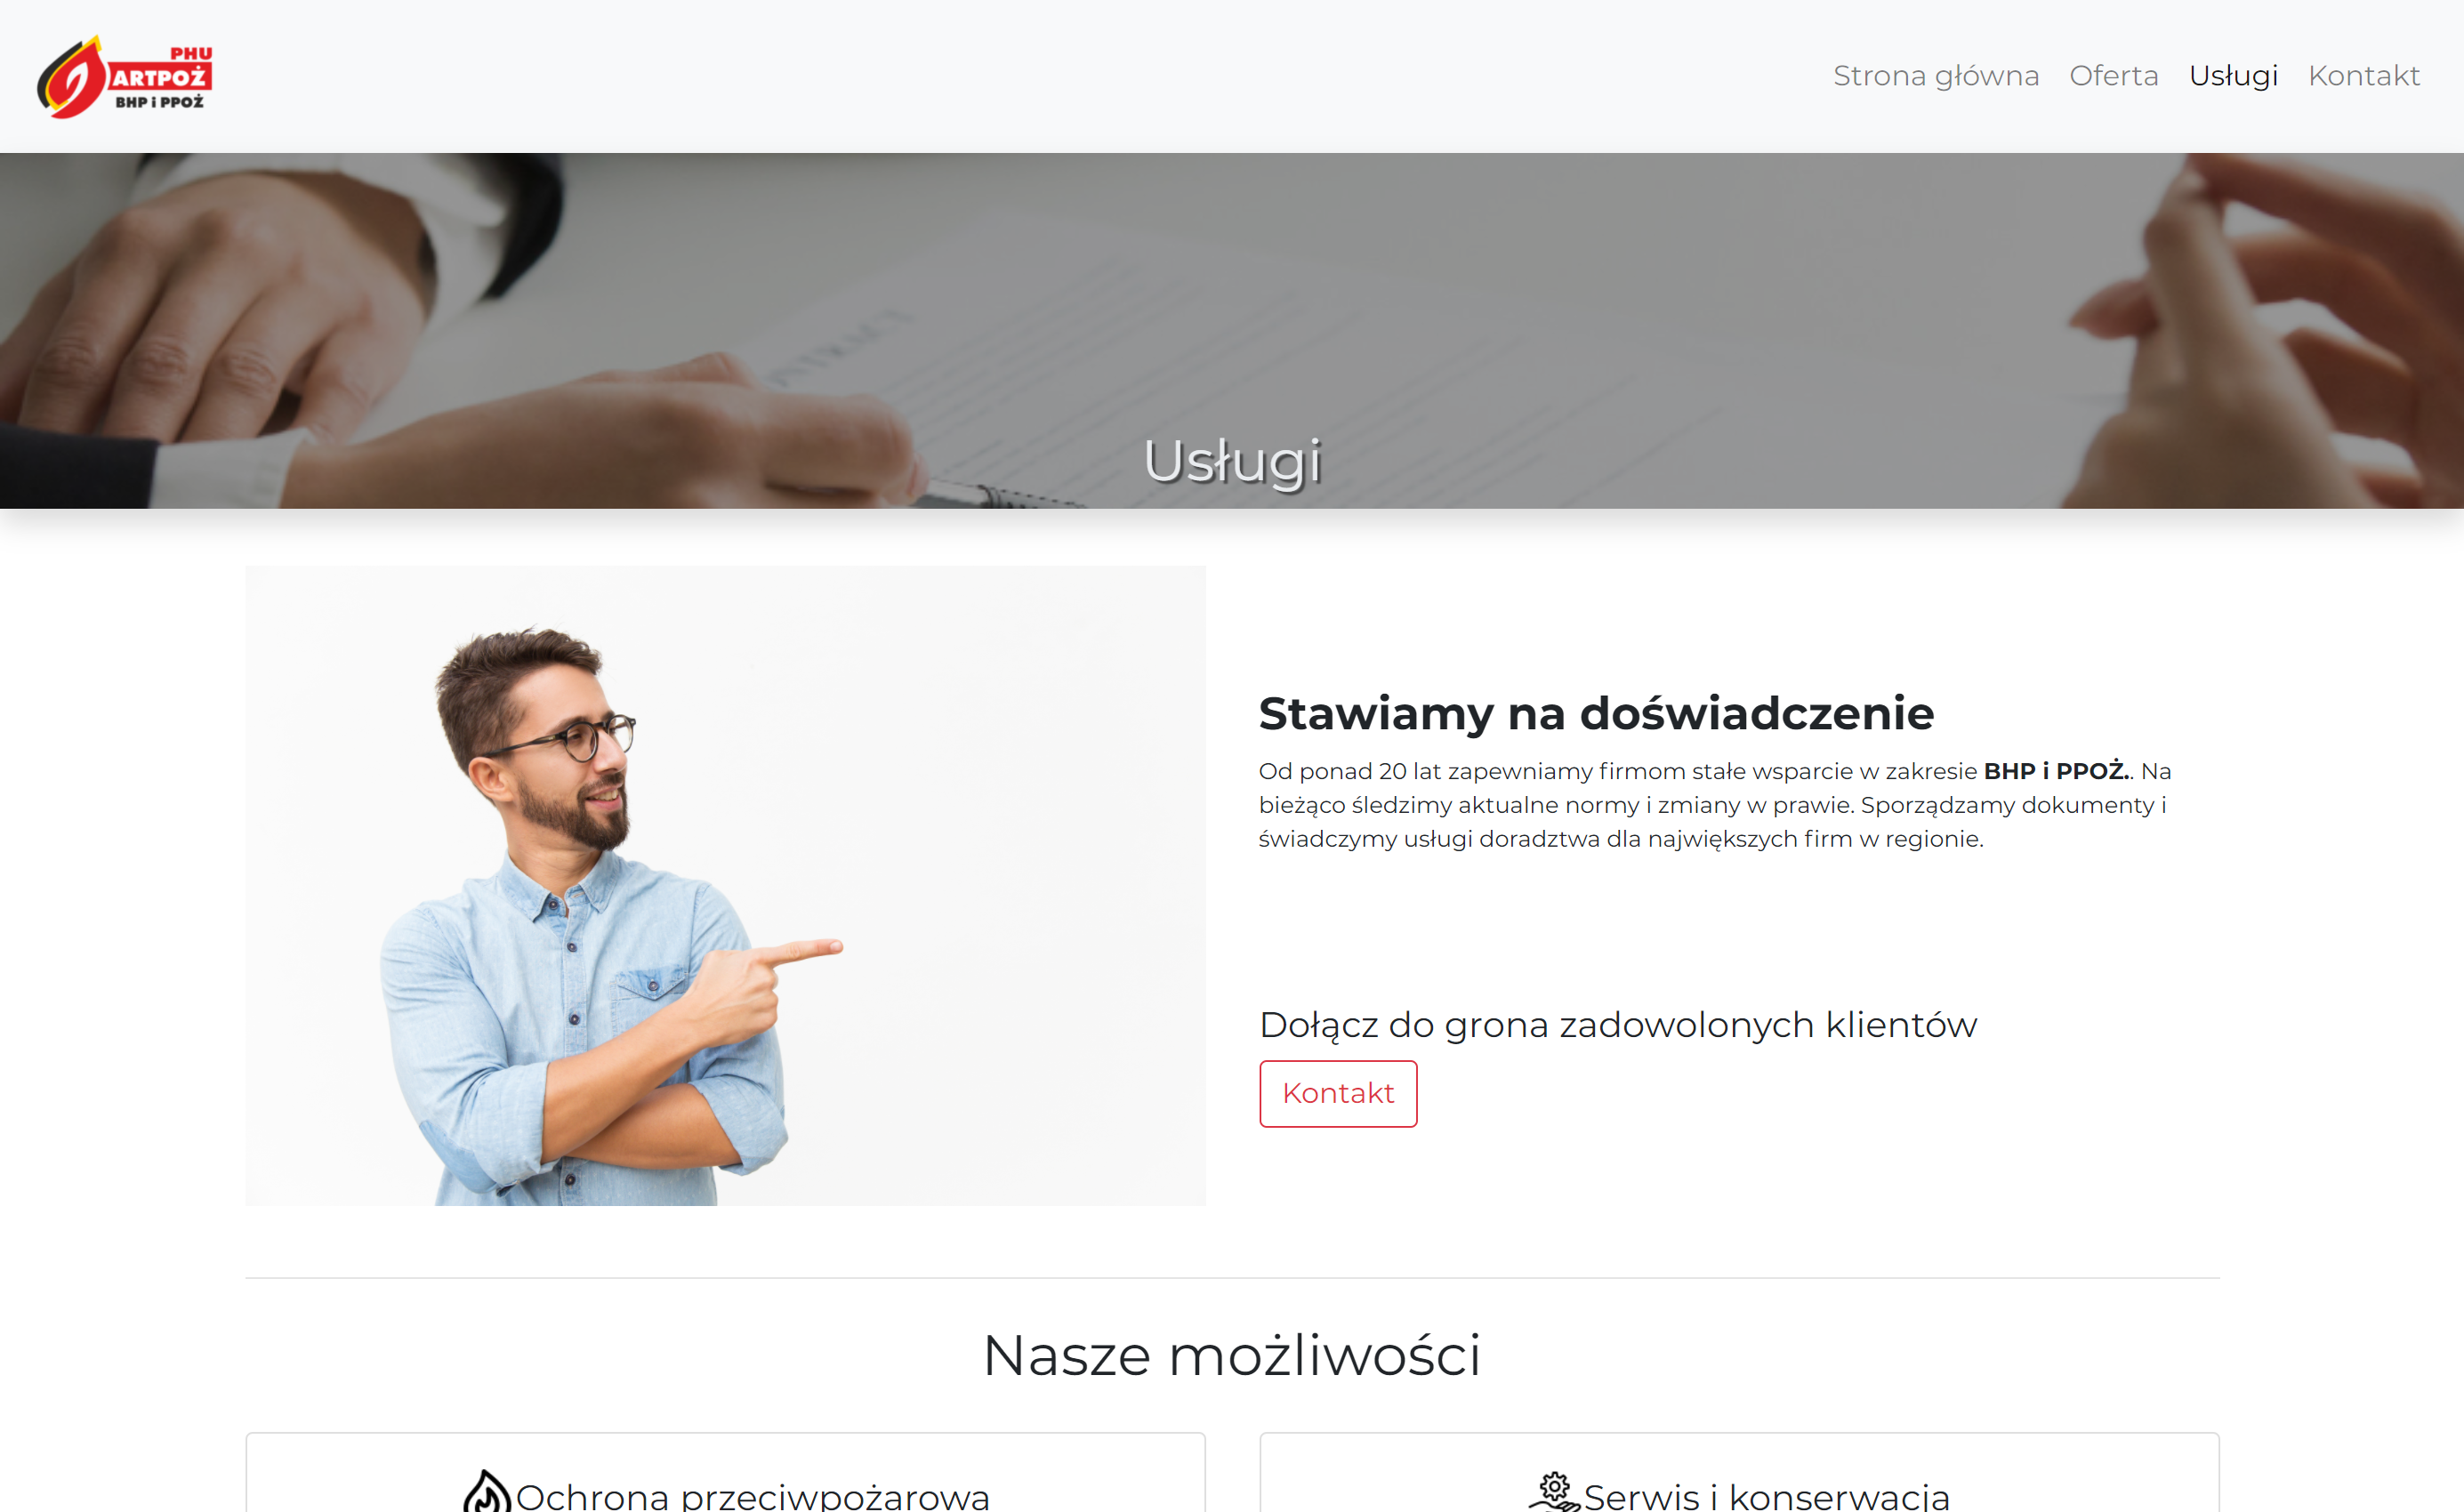 PHU
ARTPOŻ
BHP i PPOŻ
Strona główna Oferta Usługi Kontakt
Usługi
Stawiamy na doświadczenie
Od ponad 20 lat zapewniamy firmom stałe wsparcie w zakresie BHP i PPOŻ.. Na
bieżąco śledzimy aktualne normy i zmiany w prawie. Sporządzamy dokumenty i
świadczymy usługi doradztwa dla największych firm w regionie.
Dołącz do grona zadowolonych klientów
Kontakt
Nasze możliwości
Ochrona przeciwpożarowa
Serwis i konserwacja